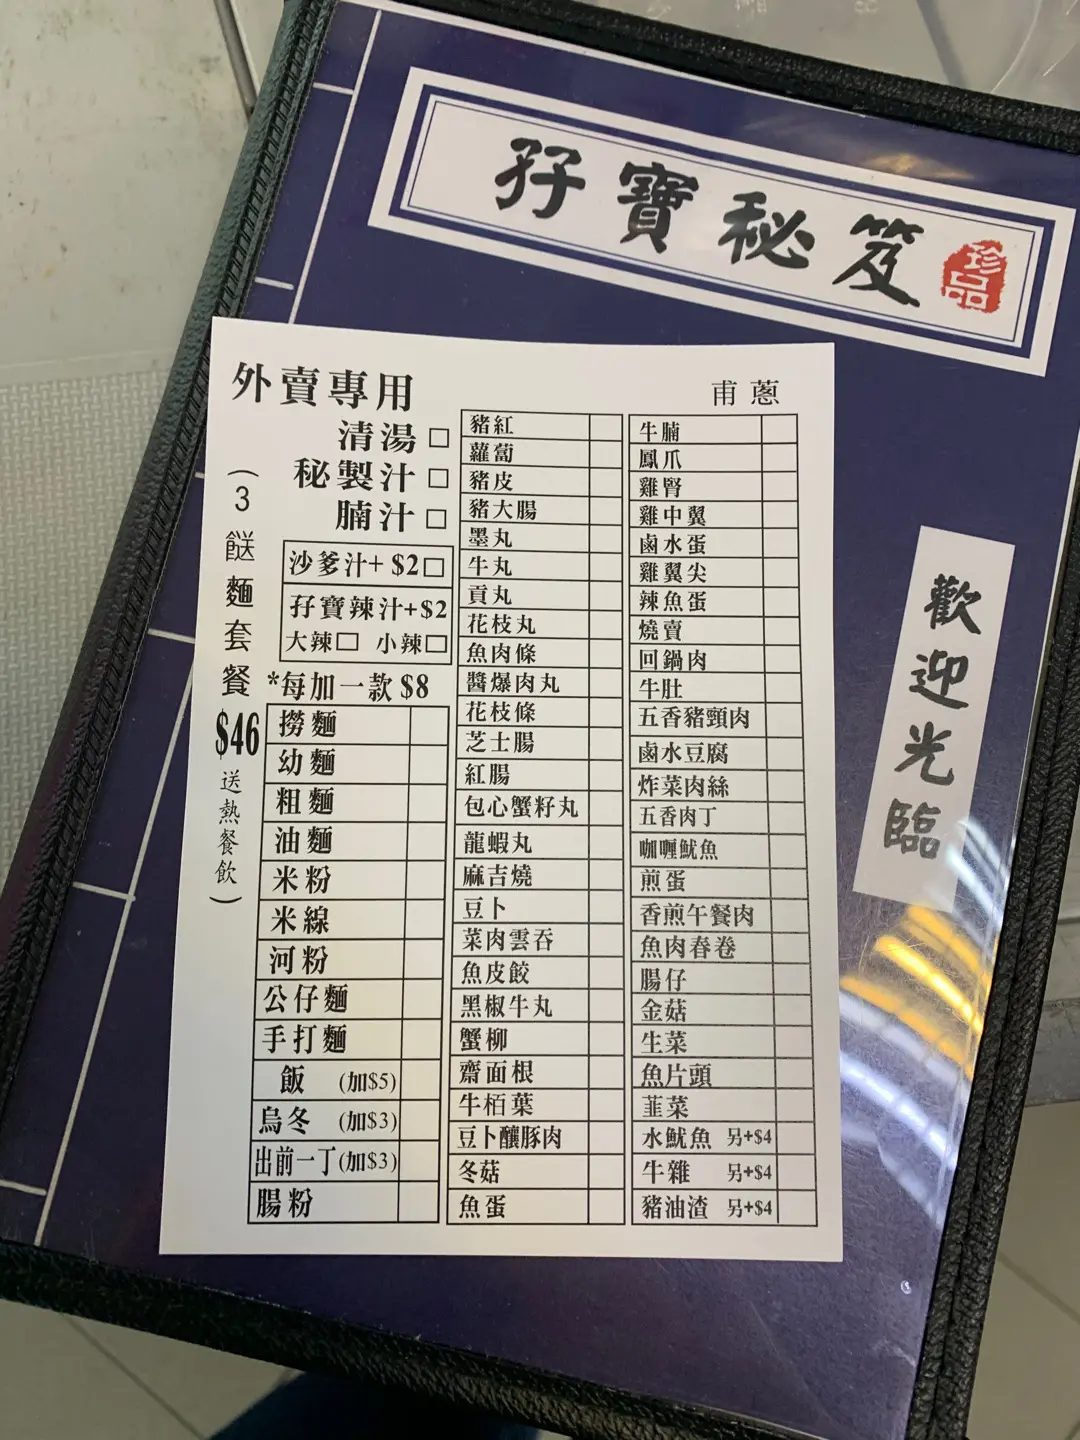 孖寶秘笈
珍品
歡迎光臨
外賣專用
甫蔥
清湯 □
秘製汁 □
腩汁 □
(3餸麵套餐
$46
送熱餐飲)
沙爹汁+ $2□
孖寶辣汁+$2
大辣□ 小辣□
*每加一款 $8
撈麵
幼麵
粗麵
油麵
米粉
米線
河粉
公仔麵
手打麵
飯 (加$5)
烏冬 (加$3)
出前一丁(加$3)
腸粉
豬紅
蘿蔔
豬皮
豬大腸
墨丸
牛丸
貢丸
花枝丸
魚肉條
醬爆肉丸
花枝條
芝士腸
紅腸
包心蟹籽丸
龍蝦丸
麻吉燒
豆卜
菜肉雲吞
魚皮餃
黑椒牛丸
蟹柳
齋面根
牛栢葉
豆卜釀豚肉
冬菇
魚蛋
牛腩
鳳爪
雞腎
雞中翼
鹵水蛋
雞翼尖
辣魚蛋
燒賣
回鍋肉
牛肚
五香豬頸肉
鹵水豆腐
炸菜肉絲
五香肉丁
咖喱魷魚
煎蛋
香煎午餐肉
魚肉春卷
腸仔
金菇
生菜
魚片頭
韮菜
水魷魚 另+$4
牛雜 另+$4
豬油渣 另+$4